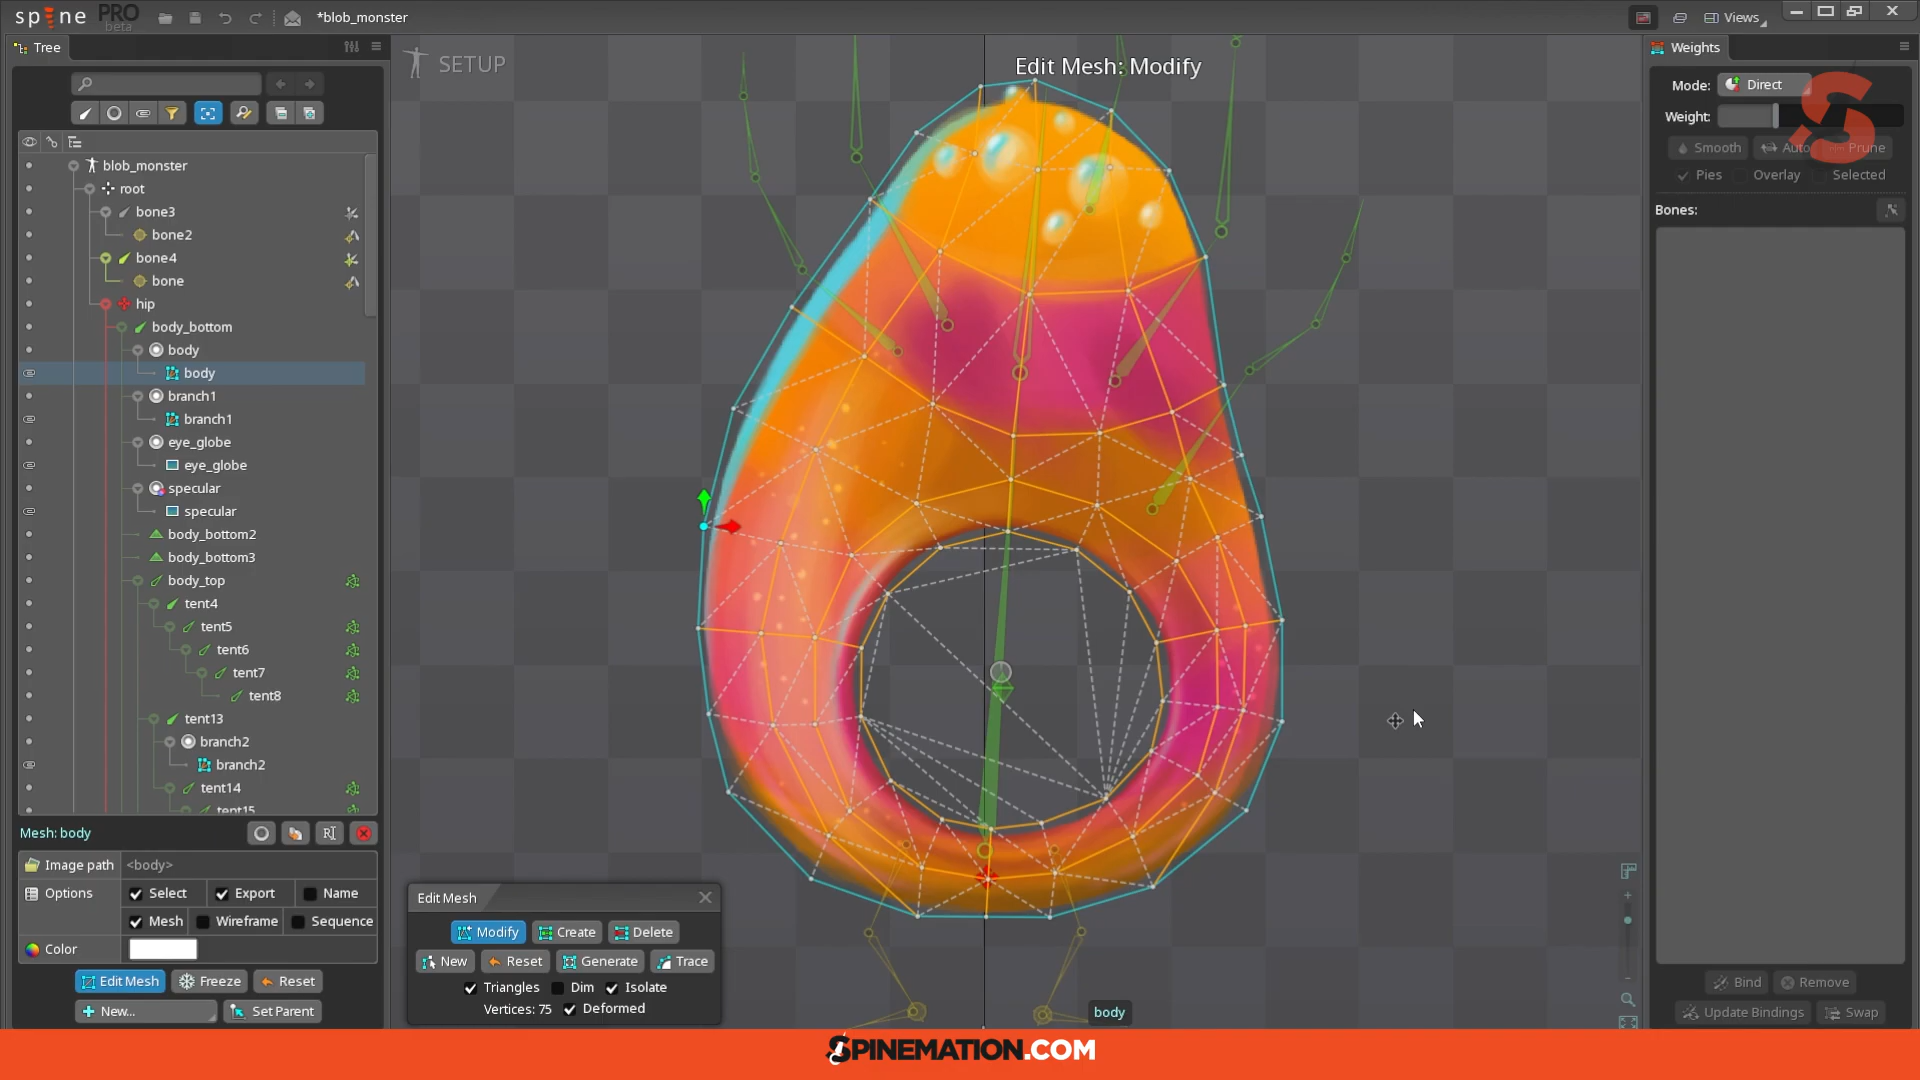 spine PRO beta
*blob_monster
Views
Tree
SETUP
Edit Mesh: Modify
Weights
Mode: Direct
Weight:
Smooth Auto Prune
Pies Overlay Selected
Bones:
blob_monster
root
bone3
bone2
bone4
bone
hip
body_bottom
body
body
branch1
branch1
eye_globe
eye_globe
specular
specular
body_bottom2
body_bottom3
body_top
tent4
tent5
tent6
tent7
tent8
tent13
branch2
branch2
tent14
tent15
Mesh: body
Image path <body>
Options Select Export Name
Mesh Wireframe Sequence
Color
Edit Mesh Freeze Reset
New... Set Parent
Edit Mesh
Modify Create Delete
New Reset Generate Trace
Triangles Dim Isolate
Vertices: 75 Deformed
body
Bind Remove
Update Bindings Swap
SPINEMATION.COM